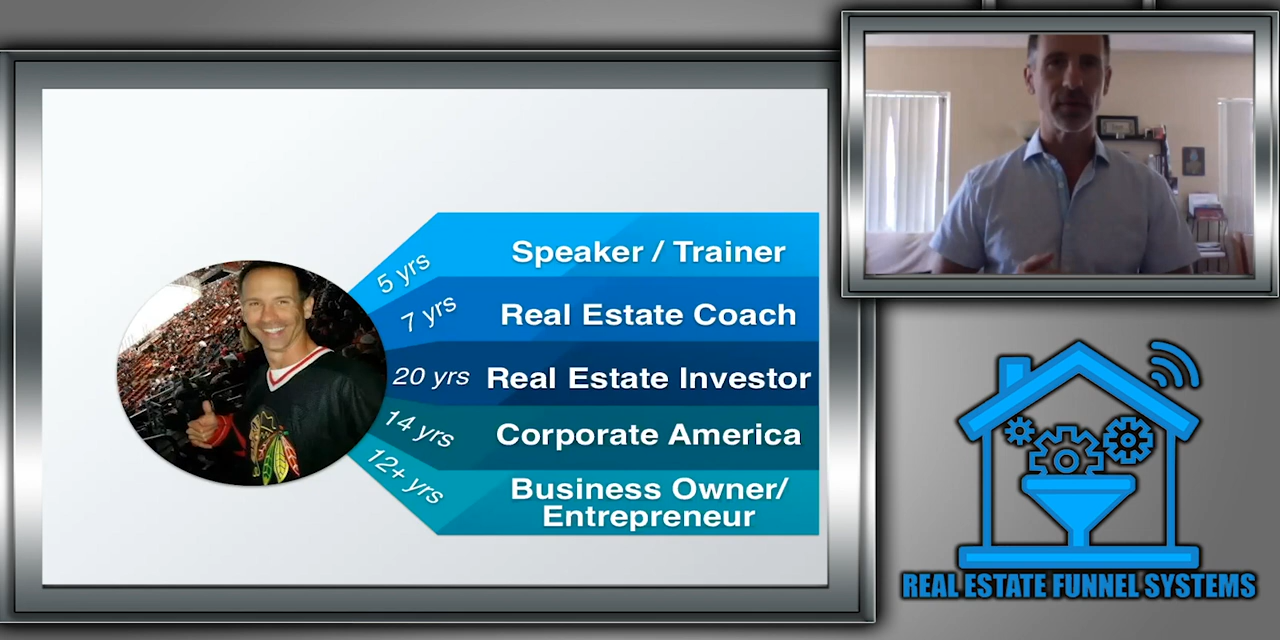 5 yrs Speaker / Trainer
7 yrs Real Estate Coach
20 yrs Real Estate Investor
14 yrs Corporate America
12+ yrs Business Owner/
Entrepreneur
REAL ESTATE FUNNEL SYSTEMS